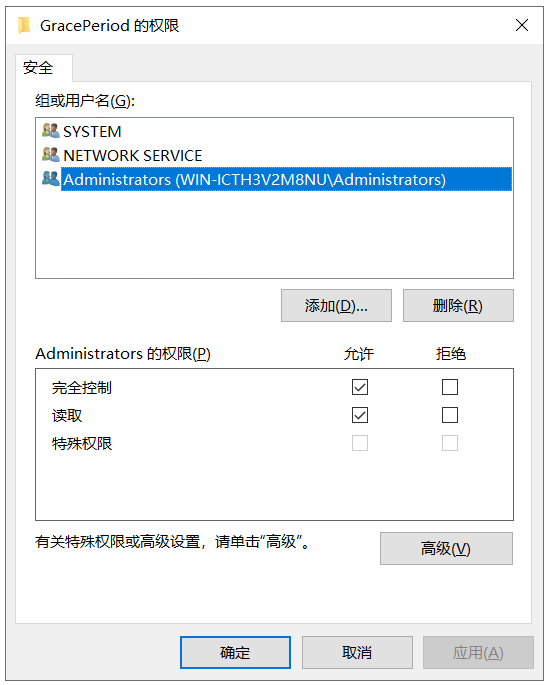 GracePeriod 的权限
安全
组或用户名(G):
SYSTEM
NETWORK SERVICE
Administrators (WIN-ICTH3V2M8NU\Administrators)
添加(D)... 删除(R)
Administrators 的权限(P) 允许 拒绝
完全控制
读取
特殊权限
有关特殊权限或高级设置，请单击“高级”。 高级(V)
确定 取消 应用(A)